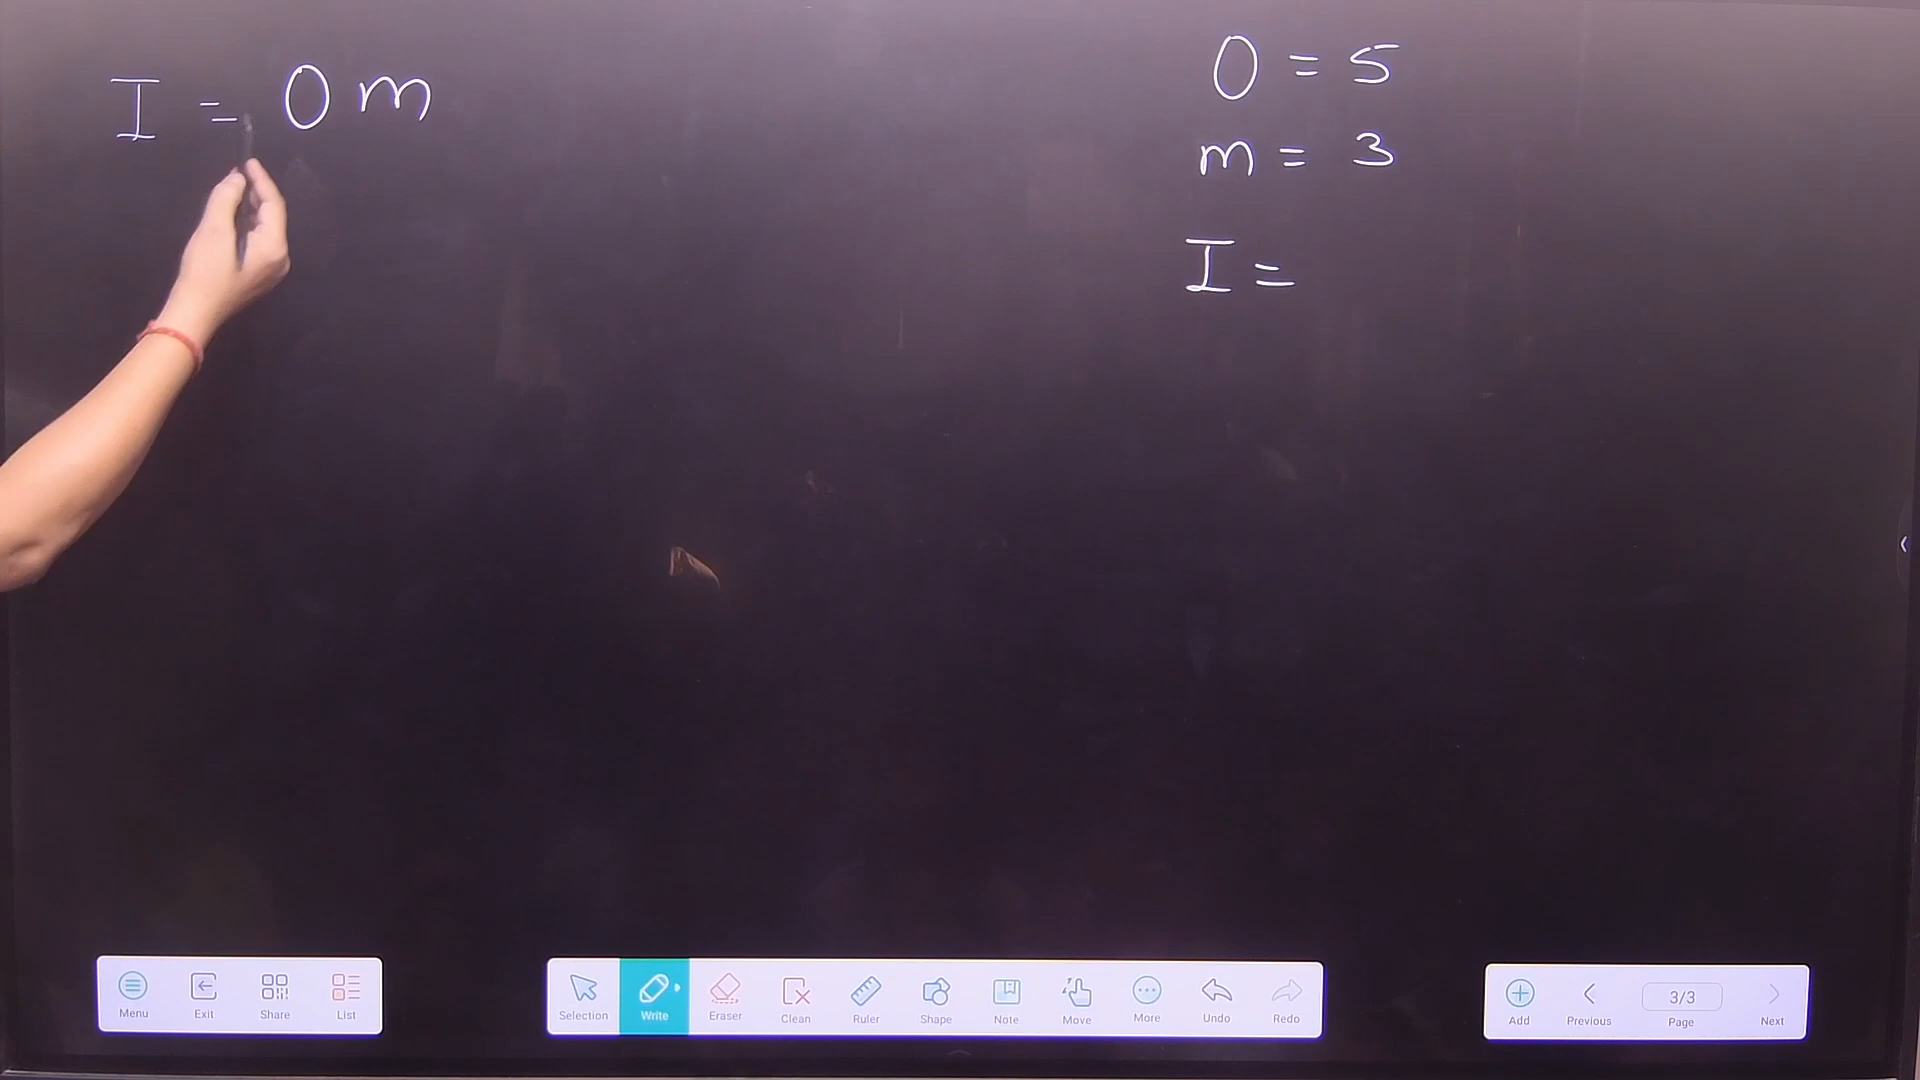 I = O m
O = 5
m = 3
I =
Menu Exit Share List
Selection Write Eraser Clean Ruler Shape Note Move More Undo Redo
Add Previous 3/3 Page Next